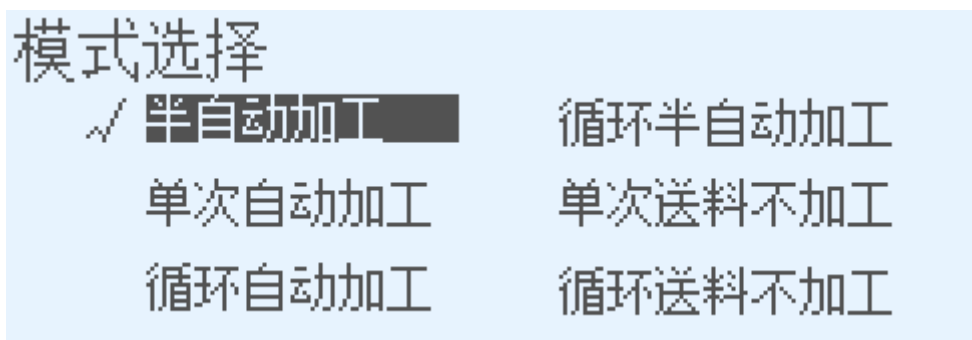 模式选择
√ 半自动加工 循环半自动加工
单次自动加工 单次送料不加工
循环自动加工 循环送料不加工